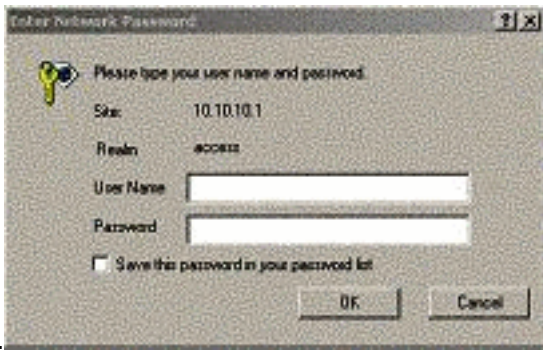 Enter Network Password
Please type your user name and password.
Site: 10.10.10.1
Realm access
User Name
Password
Save this password in your password list
OK Cancel